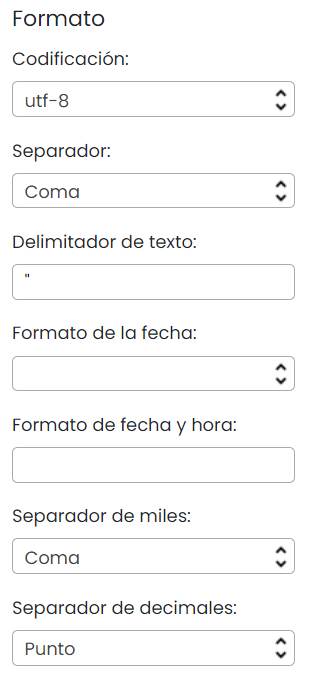 Formato
Codificación:
utf-8
Separador:
Coma
Delimitador de texto:
"
Formato de la fecha:
Formato de fecha y hora:
Separador de miles:
Coma
Separador de decimales:
Punto